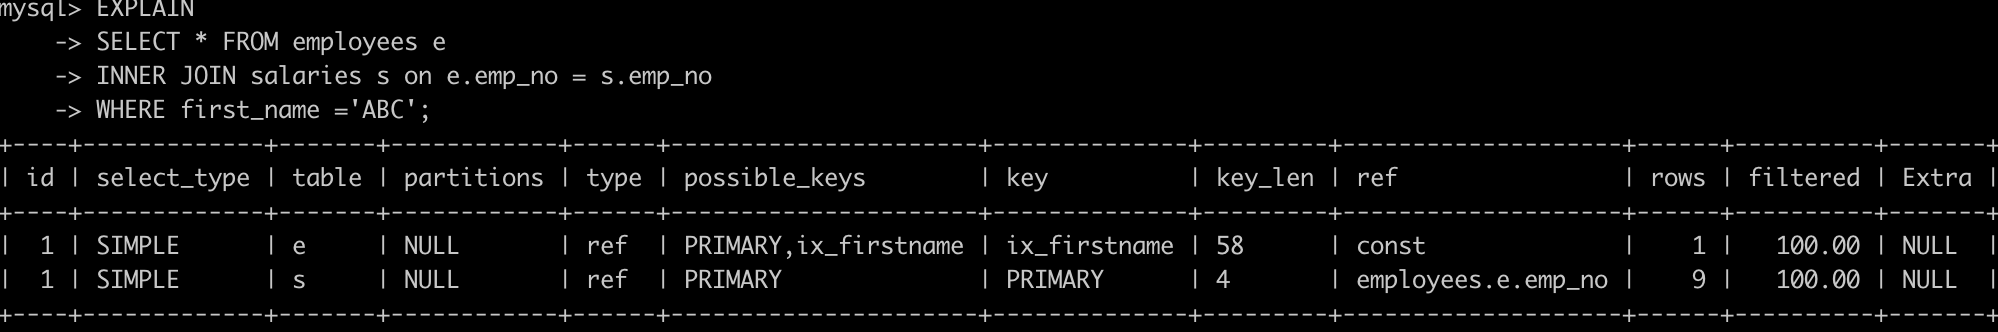 mysql> EXPLAIN
    -> SELECT * FROM employees e
    -> INNER JOIN salaries s on e.emp_no = s.emp_no
    -> WHERE first_name ='ABC';
+----+-------------+-------+------------+------+----------------------+--------------+---------+--------------------+------+----------+-------+
| id | select_type | table | partitions | type | possible_keys        | key          | key_len | ref                | rows | filtered | Extra |
+----+-------------+-------+------------+------+----------------------+--------------+---------+--------------------+------+----------+-------+
|  1 | SIMPLE      | e     | NULL       | ref  | PRIMARY,ix_firstname | ix_firstname | 58      | const              |    1 |   100.00 | NULL  |
|  1 | SIMPLE      | s     | NULL       | ref  | PRIMARY              | PRIMARY      | 4       | employees.e.emp_no |    9 |   100.00 | NULL  |
+----+-------------+-------+------------+------+----------------------+--------------+---------+--------------------+------+----------+-------+